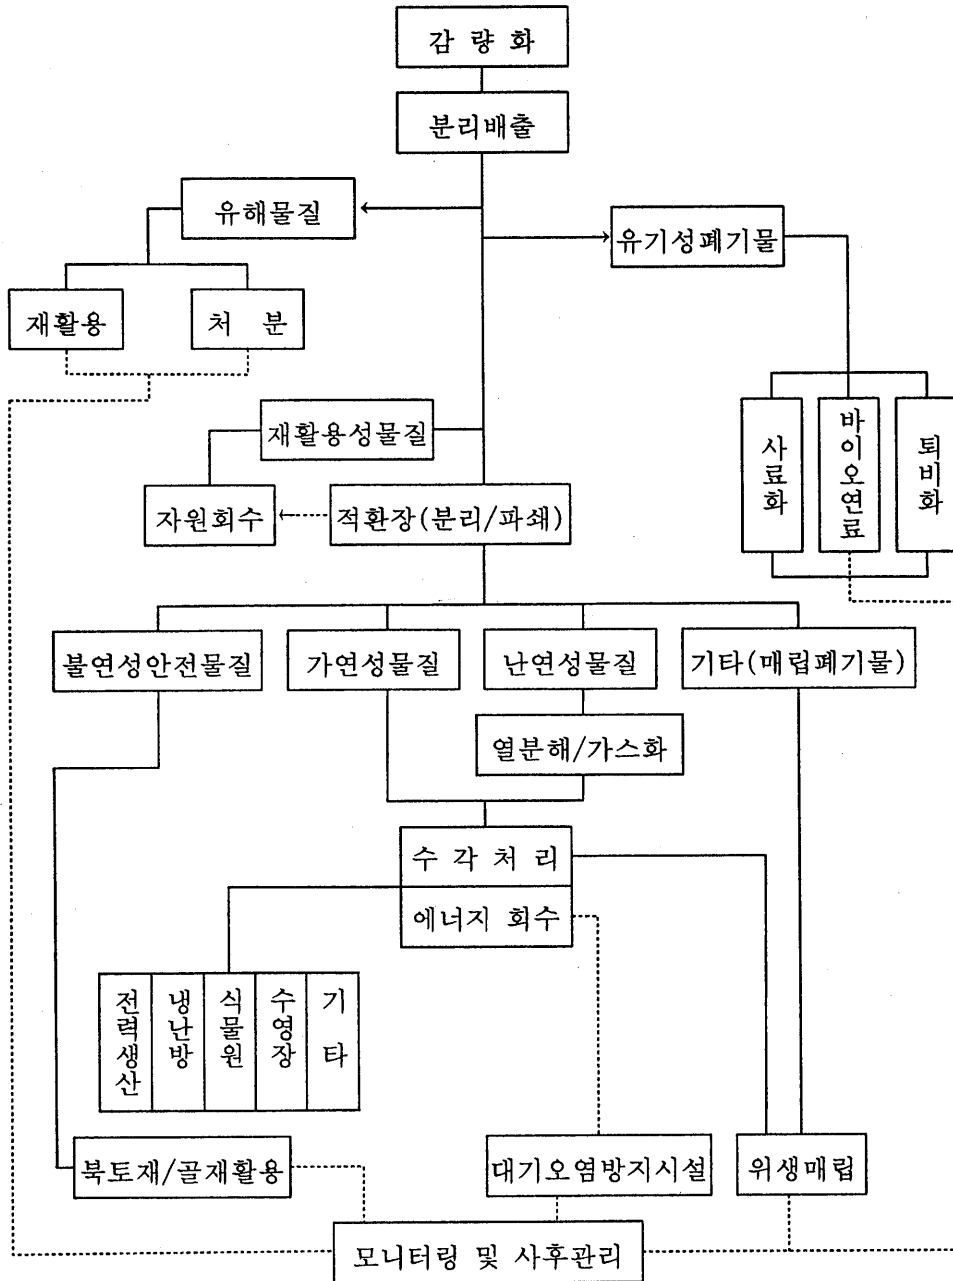 감 량 화
분리배출
유해물질
유기성폐기물
재활용
처 분
재활용성물질
사료화
바이오연료
퇴비화
자원회수
적환장(분리/파쇄)
불연성안전물질
가연성물질
난연성물질
기타(매립폐기물)
열분해/가스화
수 각 처 리
에너지 회수
전력생산
냉난방
식물원
수영장
기 타
북토재/골재활용
대기오염방지시설
위생매립
모니터링 및 사후관리